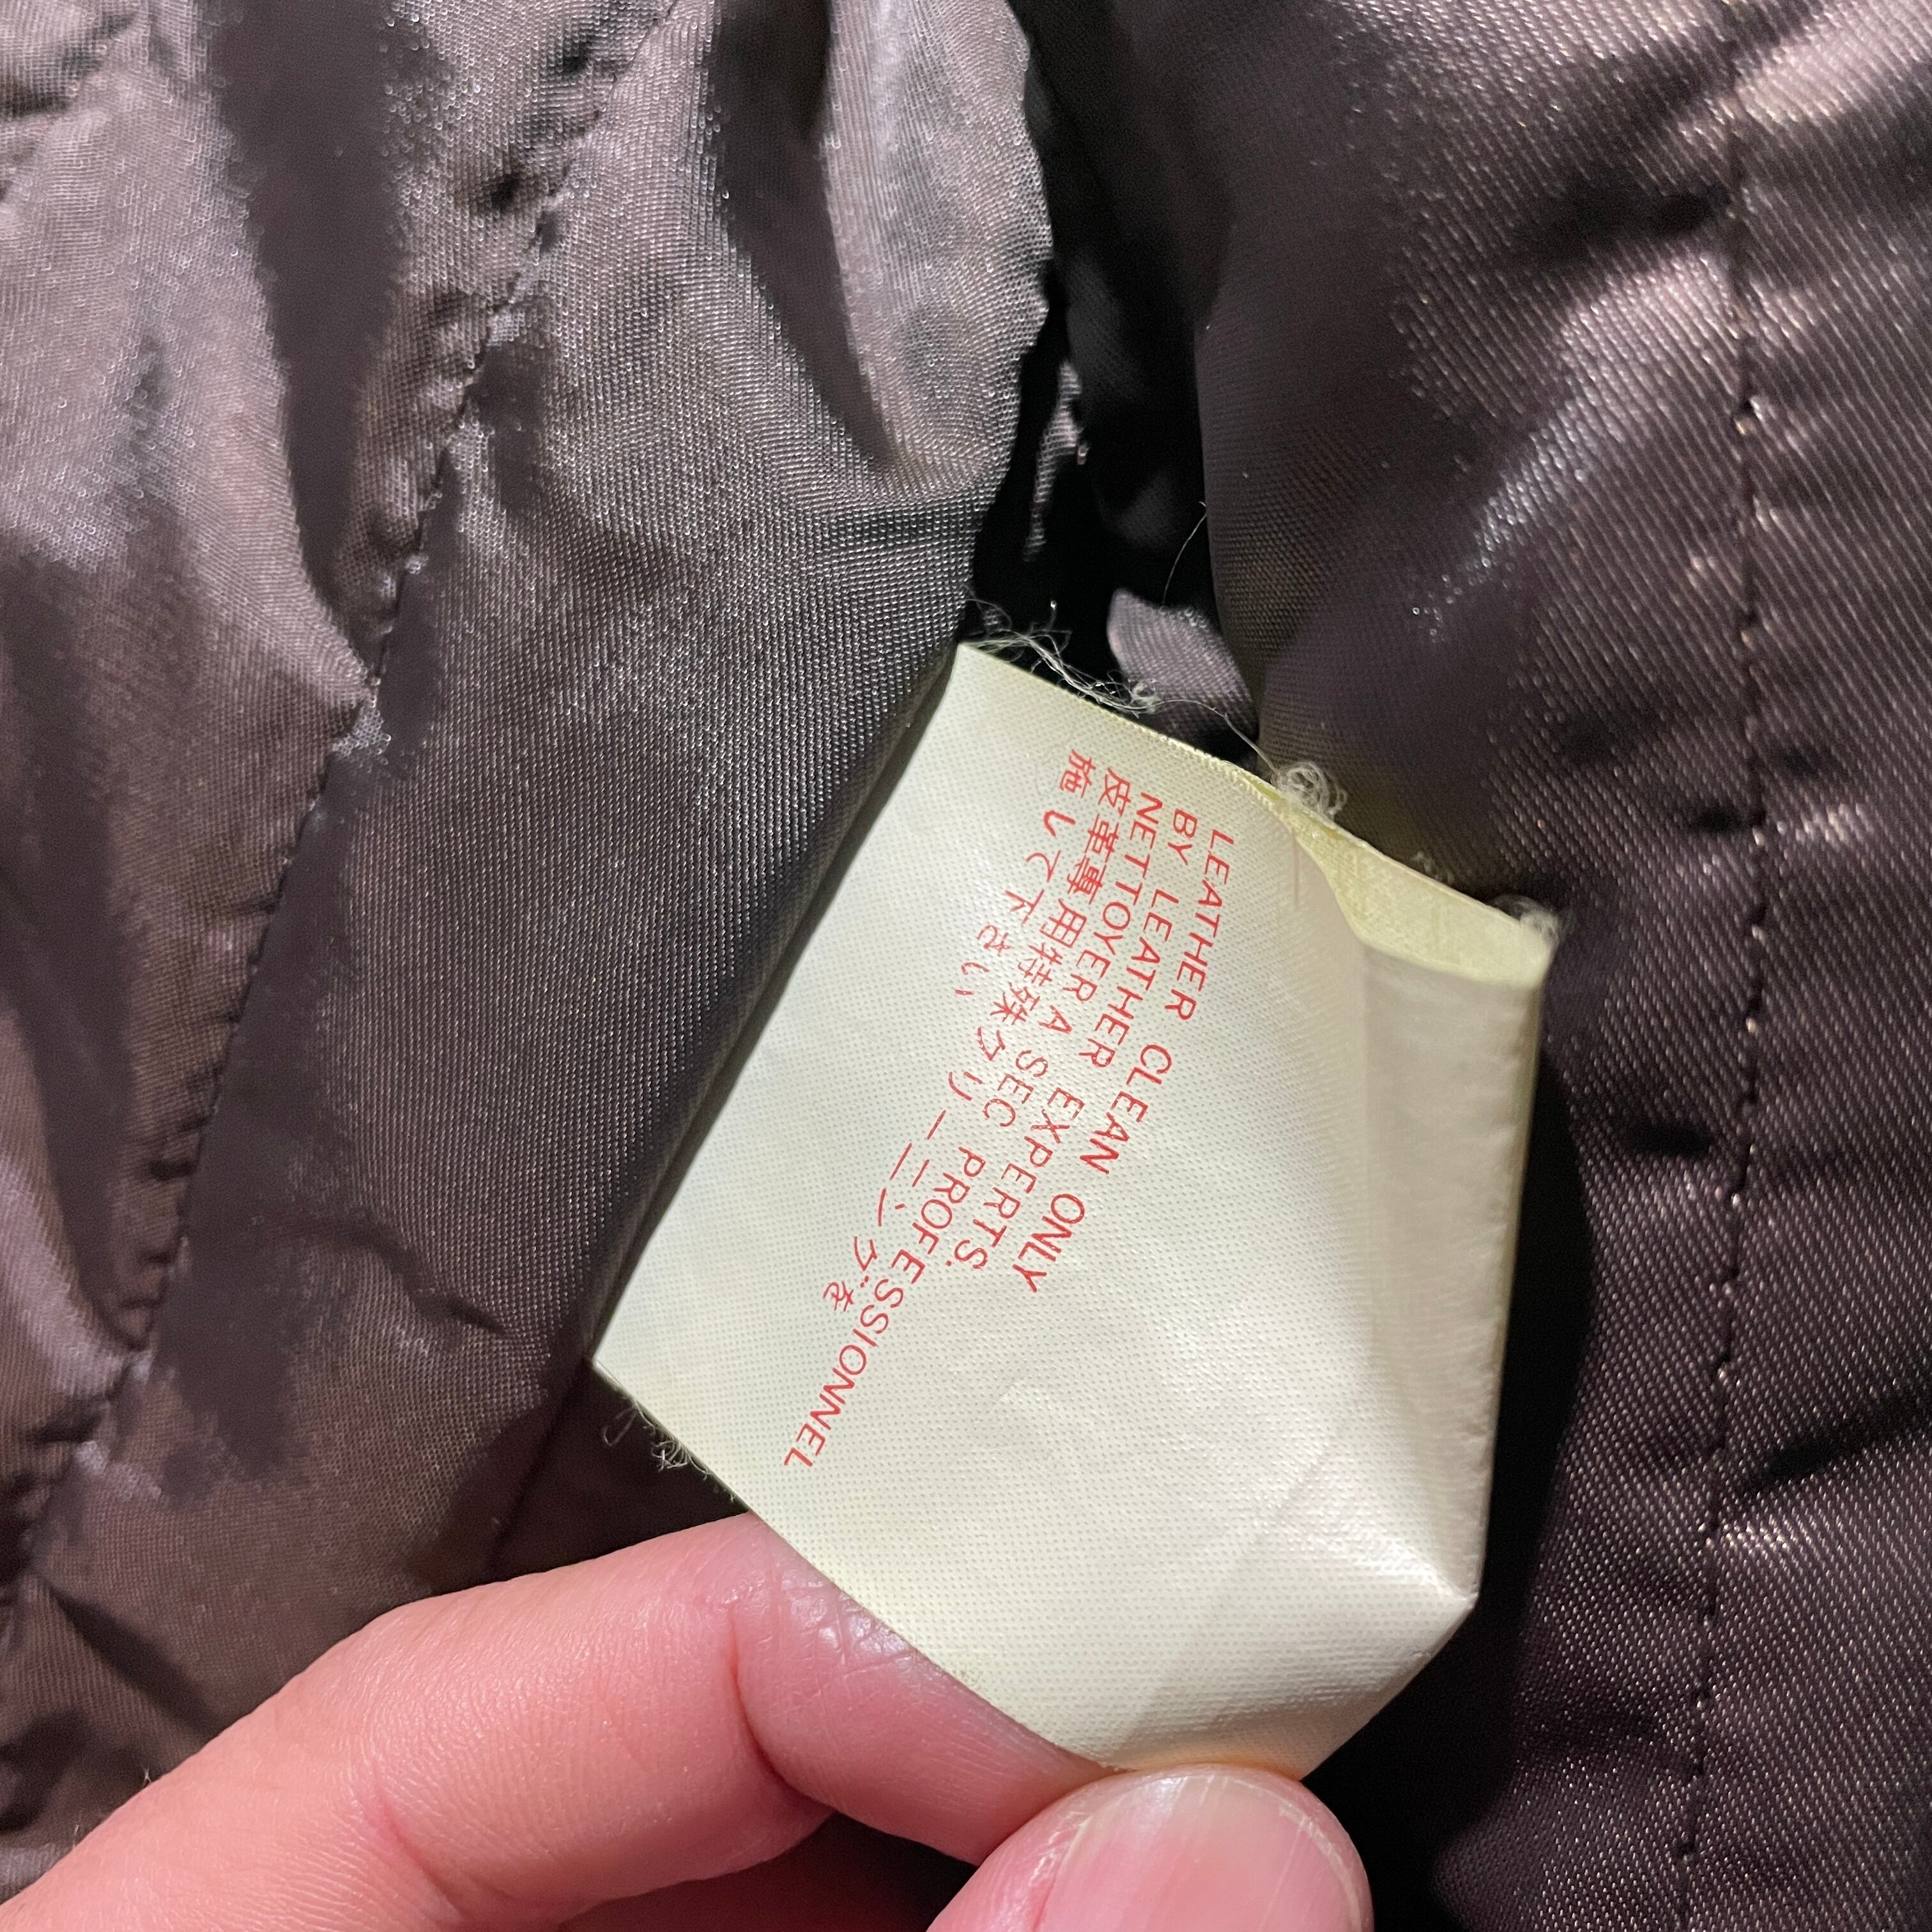 LEATHER CLEAN ONLY
BY LEATHER EXPERTS.
NETTOYER A SEC PROFESSIONNEL
皮革専用特殊クリーニングを
施して下さい